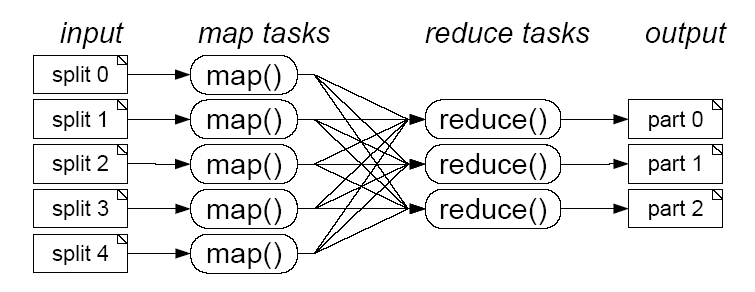 input map tasks reduce tasks output
split 0 map()
split 1 map() reduce() part 0
split 2 map() reduce() part 1
split 3 map() reduce() part 2
split 4 map()